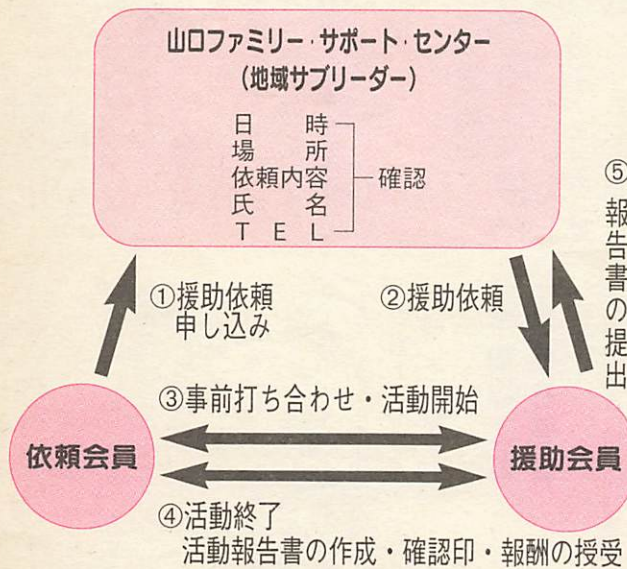 山口ファミリー・サポート・センター
(地域サブリーダー)
日時
場所
依頼内容
氏名
TEL
確認
①援助依頼
申し込み
②援助依頼
⑤
報告書の提出
③事前打ち合わせ・活動開始
依頼会員
援助会員
④活動終了
活動報告書の作成・確認印・報酬の授受